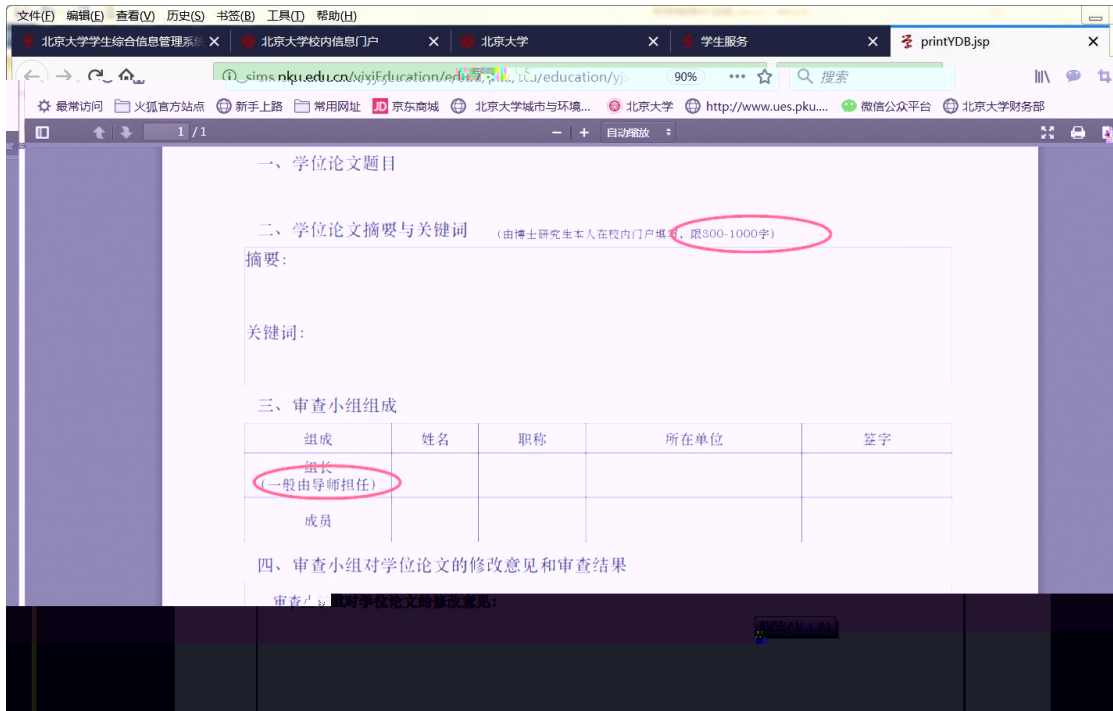 文件(F) 编辑(E) 查看(V) 历史(S) 书签(B) 工具(T) 帮助(H)
北京大学学生综合信息管理系统 × 北京大学校内信息门户 × 北京大学 × 学生服务 × printYDB.jsp ×
90% 搜索
最常访问 火狐官方站点 新手上路 常用网址 JD 京东商城 北京大学城市与环境... 北京大学 http://www.ues.pku.... 微信公众平台 北京大学财务部
1 / 1 − + 自动缩放
一、学位论文题目
二、学位论文摘要与关键词 (由博士研究生本人在校内门户填写，限800-1000字)
摘要:
关键词:
三、审查小组组成
组成 姓名 职称 所在单位 签字
组长
(一般由导师担任)
成员
四、审查小组对学位论文的修改意见和审查结果
审查小组对学位论文的修改意见: